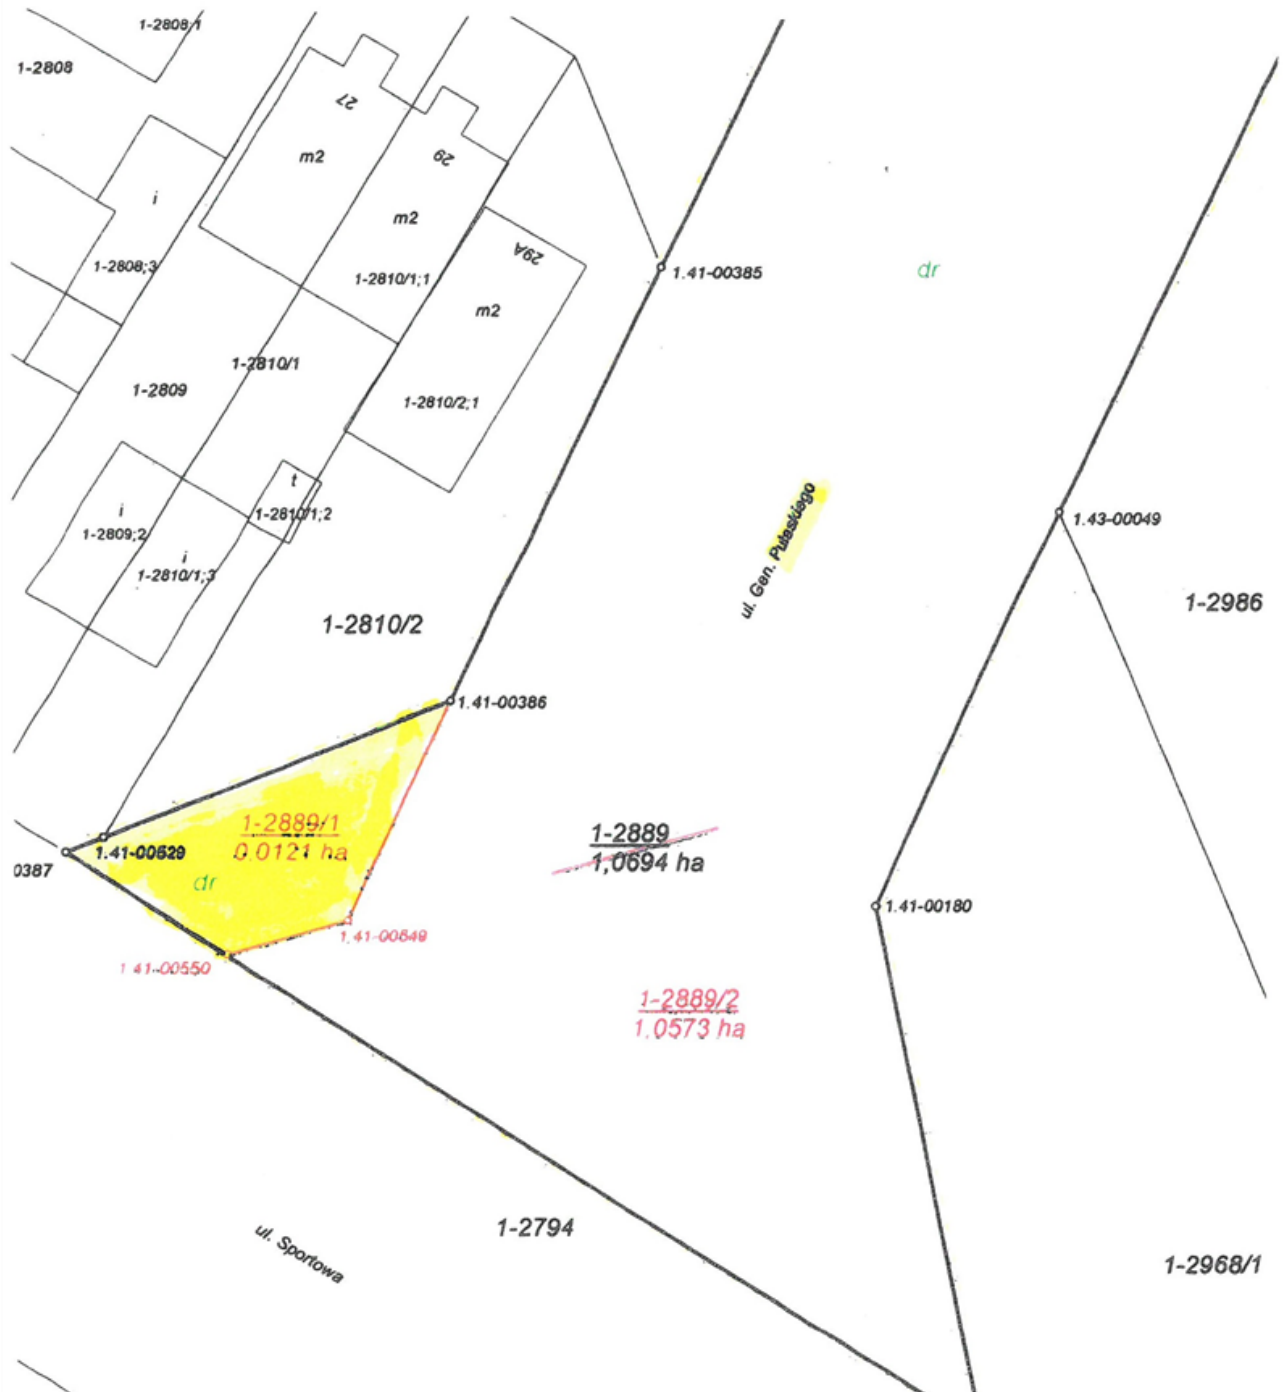 1-2808;1
1-2808
27
m2
29
i
m2
29A
1-2808;3
1-2810/1;1
1.41-00385
dr
m2
1-2810/1
1-2809
1-2810/2;1
t
1-2810/1;2
i
1-2809;2
i
1-2810/1;3
ul. Gen. Pułaskiego
1.43-00049
1-2986
1-2810/2
1.41-00386
1-2889/1
0.0121 ha
1-2889
1,0694 ha
1.41-00529
0387
dr
1.41-00180
1.41-00549
1.41-00550
1-2889/2
1.0573 ha
1-2794
ul. Sportowa
1-2968/1